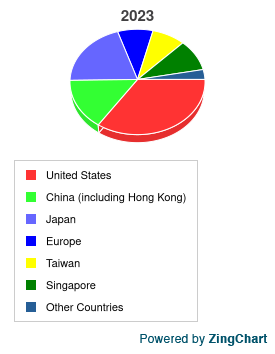 2023
United States
China (including Hong Kong)
Japan
Europe
Taiwan
Singapore
Other Countries
Powered by ZingChart